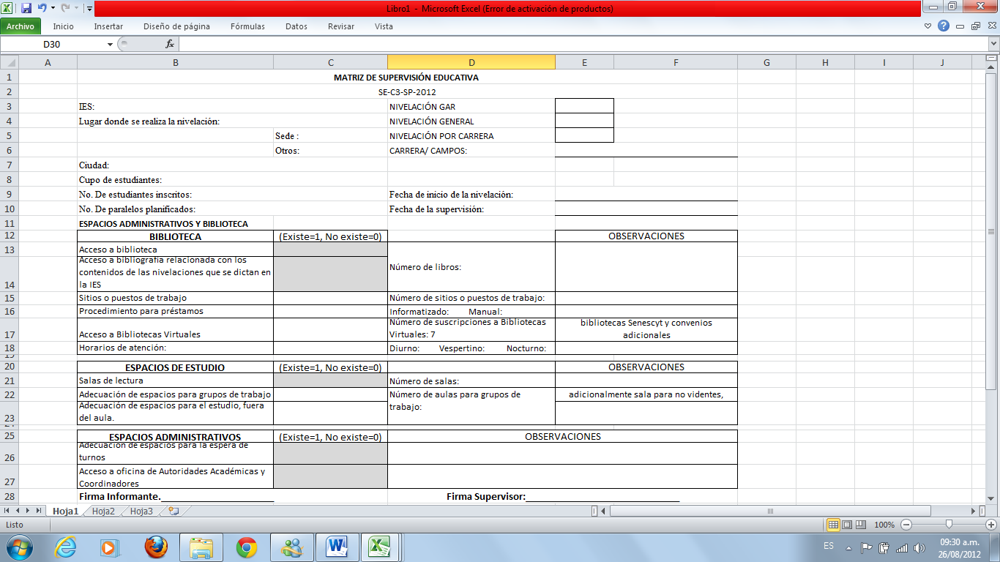 Libro1 - Microsoft Excel (Error de activación de productos)
Archivo Inicio Insertar Diseño de página Fórmulas Datos Revisar Vista
D30 fx
A B C D E F G H I J
1 MATRIZ DE SUPERVISIÓN EDUCATIVA
2 SE-C3-SP-2012
3 IES: NIVELACIÓN GAR
4 Lugar donde se realiza la nivelación: NIVELACIÓN GENERAL
5 Sede : NIVELACIÓN POR CARRERA
6 Otros: CARRERA/ CAMPOS:
7 Ciudad:
8 Cupo de estudiantes:
9 No. De estudiantes inscritos: Fecha de inicio de la nivelación:
10 No. De paralelos planificados: Fecha de la supervisión:
11 ESPACIOS ADMINISTRATIVOS Y BIBLIOTECA
12 BIBLIOTECA (Existe=1, No existe=0) OBSERVACIONES
13 Acceso a biblioteca
Acceso a bibliografía relacionada con los
contenidos de las nivelaciones que se dictan en Número de libros:
14 la IES
15 Sitios o puestos de trabajo Número de sitios o puestos de trabajo:
16 Procedimiento para préstamos Informatizado: Manual:
Número de suscripciones a Bibliotecas bibliotecas Senescyt y convenios
17 Acceso a Bibliotecas Virtuales Virtuales: 7 adicionales
18 Horarios de atención: Diurno: Vespertino: Nocturno:
19
20 ESPACIOS DE ESTUDIO (Existe=1, No existe=0) OBSERVACIONES
21 Salas de lectura Número de salas:
22 Adecuación de espacios para grupos de trabajo Número de aulas para grupos de adicionalmente sala para no videntes,
Adecuación de espacios para el estudio, fuera trabajo:
23 del aula.
24
25 ESPACIOS ADMINISTRATIVOS (Existe=1, No existe=0) OBSERVACIONES
Adecuación de espacios para la espera de
26 turnos
Acceso a oficina de Autoridades Académicas y
27 Coordinadores
28 Firma Informante. Firma Supervisor:
Hoja1 Hoja2 Hoja3
Listo 100%
ES 09:30 a.m.
26/08/2012